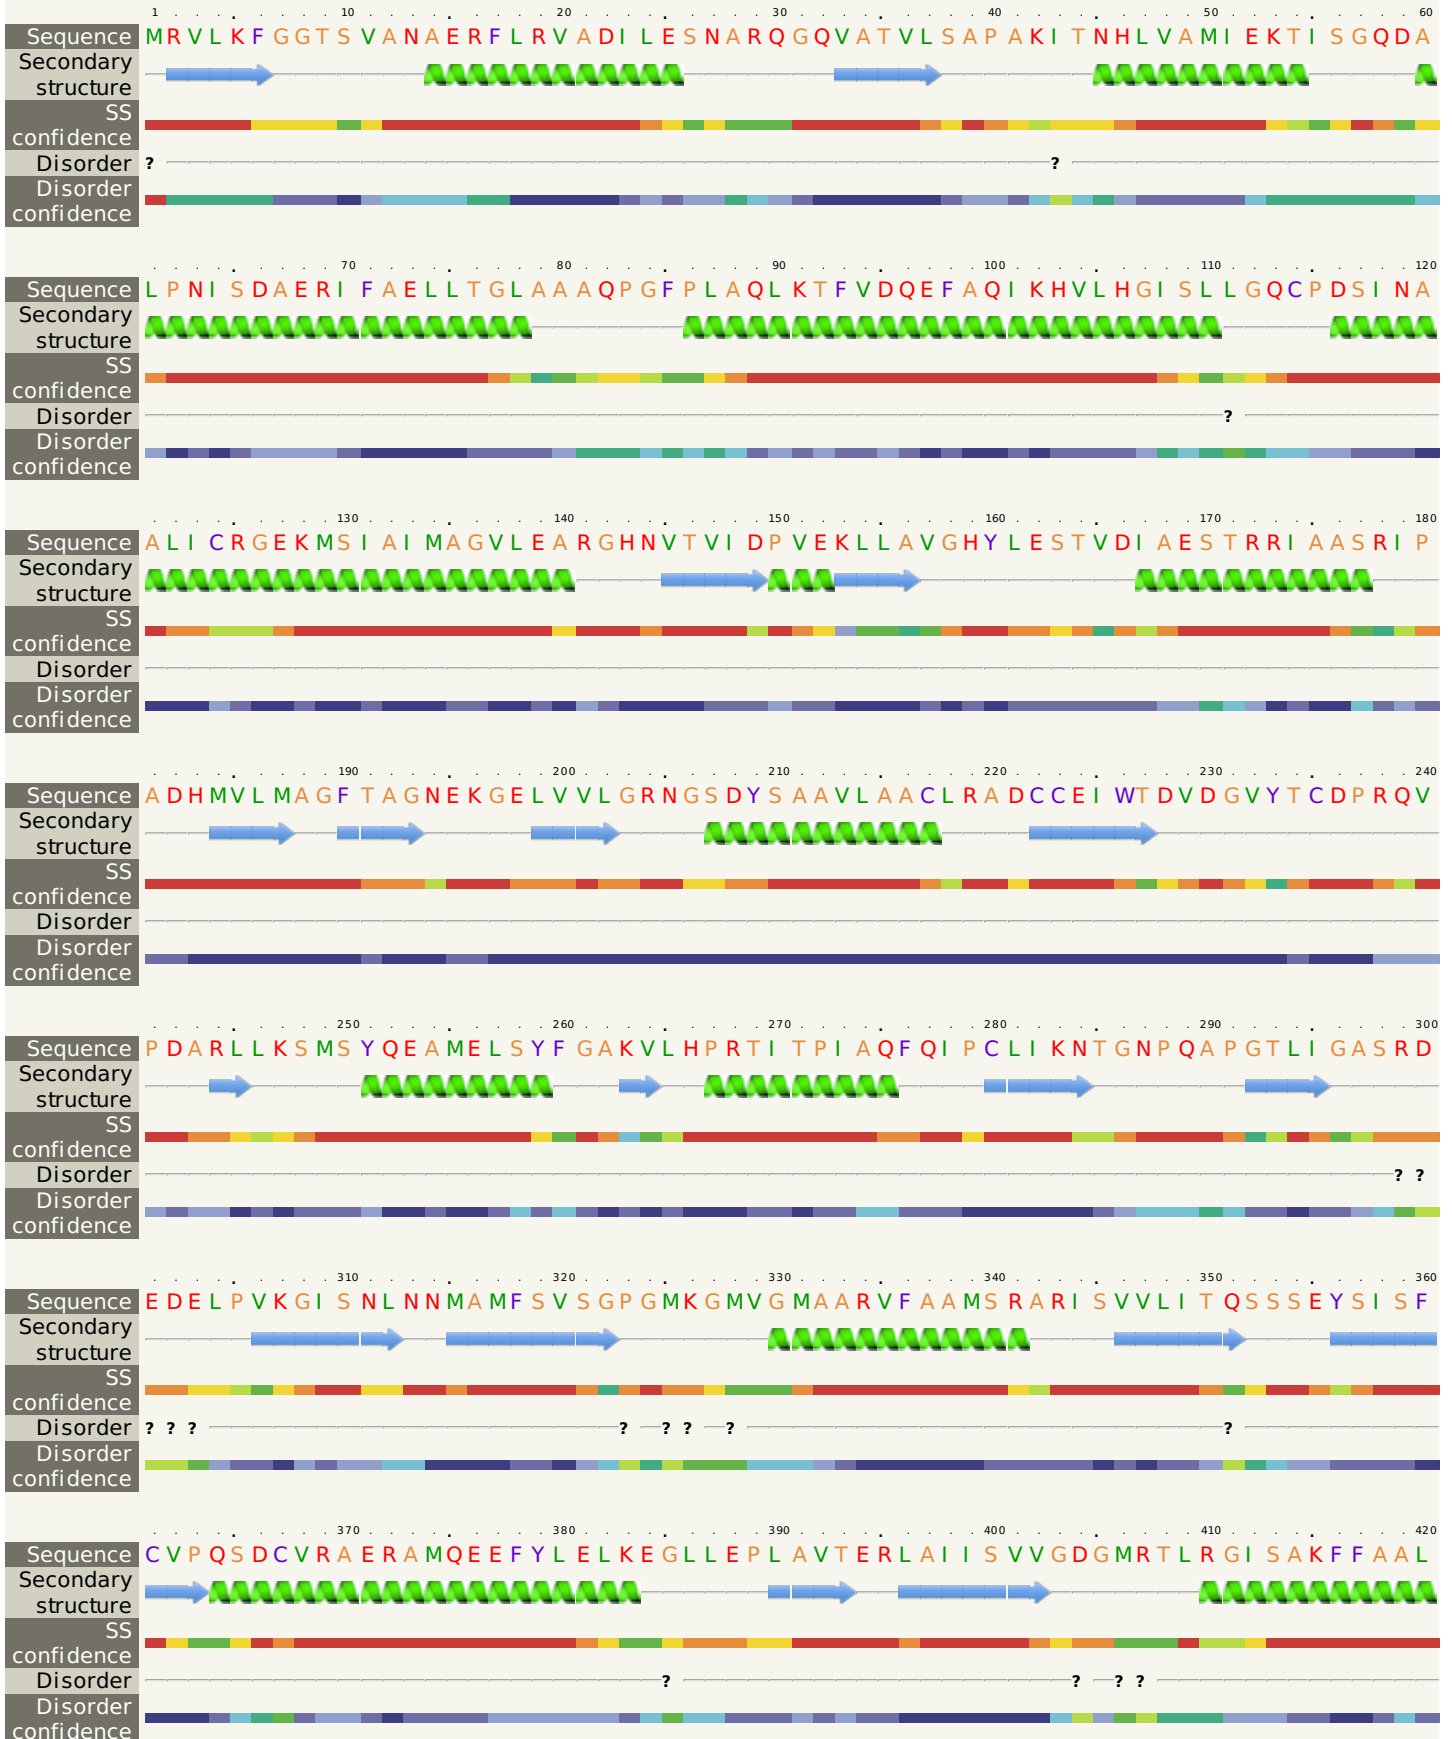 1 . . . . 10 . . . . 20 . . . . 30 . . . . 40 . . . . 50 . . . . 60
Sequence MRVLKFGGTSVANAERFLRVADILESNARQGQVATVLSAPAKITNHLVAMIEKTISGQDA
Secondary
structure
SS
confidence
Disorder ? ?
Disorder
confidence
. . . . 70 . . . . 80 . . . . 90 . . . . 100 . . . . 110 . . . . 120
Sequence LPNISDAERIFAELLTGLAAAQPGFPLAQLKTFVDQEFAQIKHVLHGISLLGQCPDSINA
Secondary
structure
SS
confidence
Disorder ?
Disorder
confidence
. . . . 130 . . . . 140 . . . . 150 . . . . 160 . . . . 170 . . . . 180
Sequence ALICRGEKMSIAIMAGVLEARGHNVTVIDPVEKLLAVGHYLESTVDIAESTRRIAASRIP
Secondary
structure
SS
confidence
Disorder
Disorder
confidence
. . . . 190 . . . . 200 . . . . 210 . . . . 220 . . . . 230 . . . . 240
Sequence ADHMVLMAGFTAGNEKGELVVLGRNGSDYSAAVLAACLRADCCEIWTDVDGVYTCDPRQV
Secondary
structure
SS
confidence
Disorder
Disorder
confidence
. . . . 250 . . . . 260 . . . . 270 . . . . 280 . . . . 290 . . . . 300
Sequence PDARLLKSMSYQEAMELSYFGAKVLHPRTITPIAQFQIPCLIKNTGNPQAPGTLIGASRD
Secondary
structure
SS
confidence
Disorder ? ?
Disorder
confidence
. . . . 310 . . . . 320 . . . . 330 . . . . 340 . . . . 350 . . . . 360
Sequence EDELPVKGISNLNNMAMFSVSGPGMKGMVGMAARVFAAMSRARISVVLITQSSSEYSISF
Secondary
structure
SS
confidence
Disorder ? ? ? ? ? ? ? ?
Disorder
confidence
. . . . 370 . . . . 380 . . . . 390 . . . . 400 . . . . 410 . . . . 420
Sequence CVPQSDCVRAERAMQEEFYLELKEGLLEPLAVTERLAIISVVGDGMRTLRGISAKFFAAL
Secondary
structure
SS
confidence
Disorder ? ? ? ?
Disorder
confidence